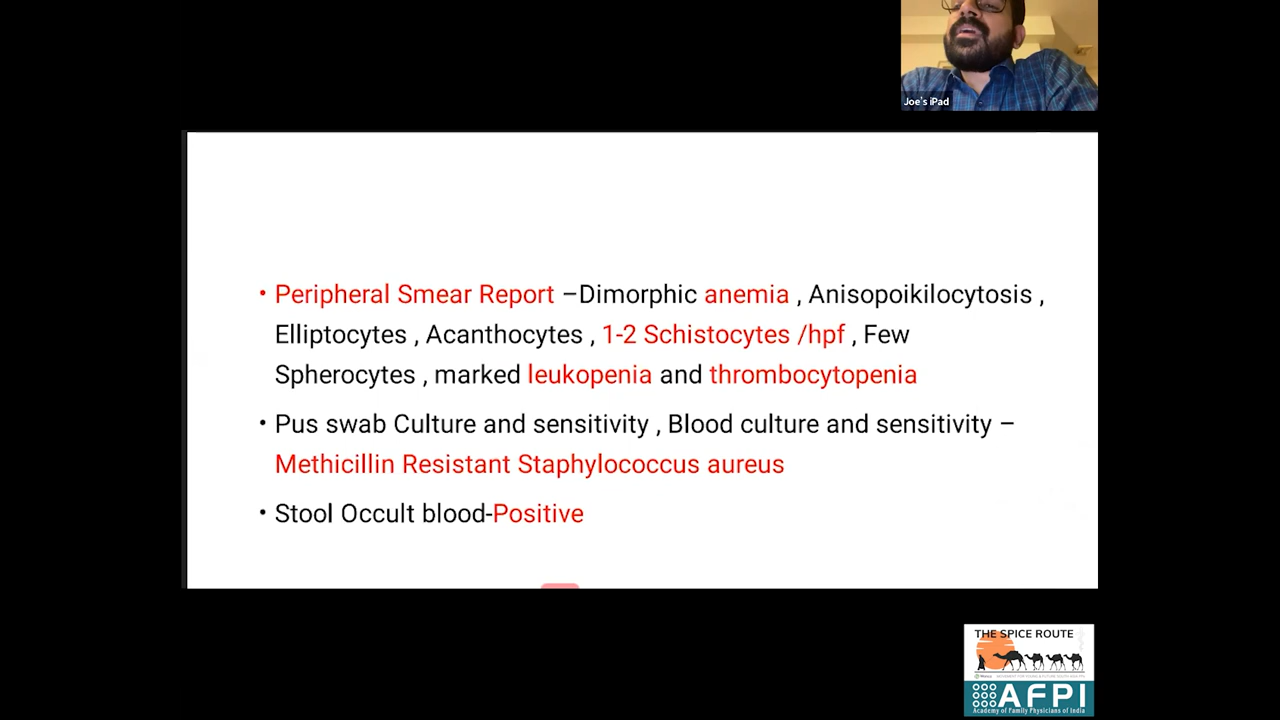 Joe's iPad
• Peripheral Smear Report –Dimorphic anemia , Anisopoikilocytosis ,
Elliptocytes , Acanthocytes , 1-2 Schistocytes /hpf , Few
Spherocytes , marked leukopenia and thrombocytopenia
• Pus swab Culture and sensitivity , Blood culture and sensitivity –
Methicillin Resistant Staphylococcus aureus
• Stool Occult blood-Positive
THE SPICE ROUTE
AFPI
Academy of Family Physicians of India